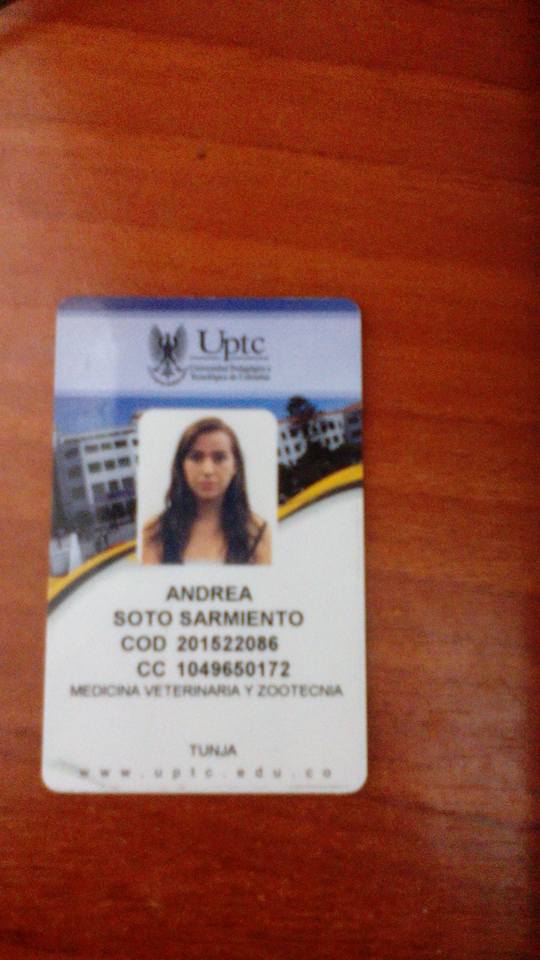 Uptc
Universidad Pedagógica y
Tecnológica de Colombia
ANDREA
SOTO SARMIENTO
COD 201522086
CC 1049650172
MEDICINA VETERINARIA Y ZOOTECNIA
TUNJA
www.uptc.edu.co